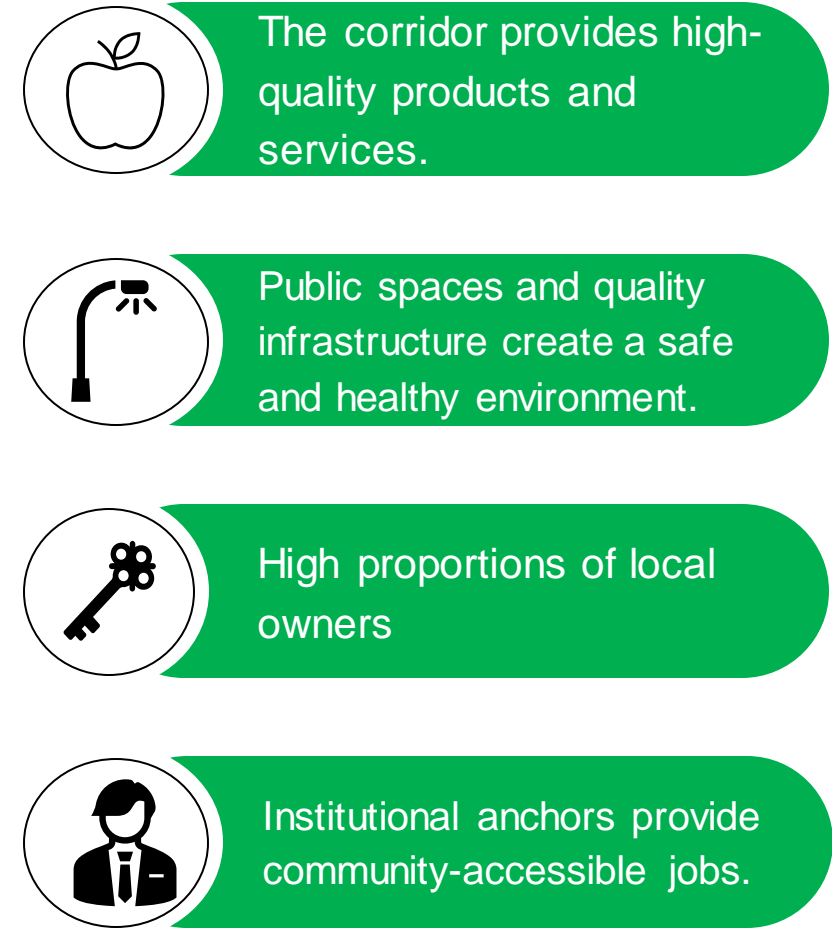 The corridor provides high-
quality products and
services.
Public spaces and quality
infrastructure create a safe
and healthy environment.
High proportions of local
owners
Institutional anchors provide
community-accessible jobs.